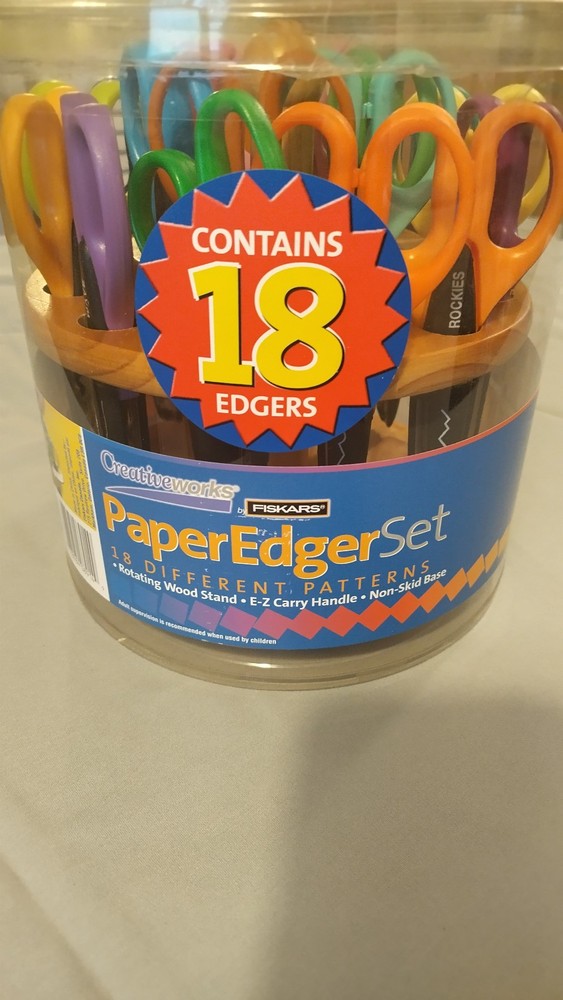 CONTAINS
18
EDGERS
ROCKIES
Creativeworks®
by FISKARS®
PaperEdgerSet
18 DIFFERENT PATTERNS
• Rotating Wood Stand • E-Z Carry Handle • Non-Skid Base
Adult supervision is recommended when used by children